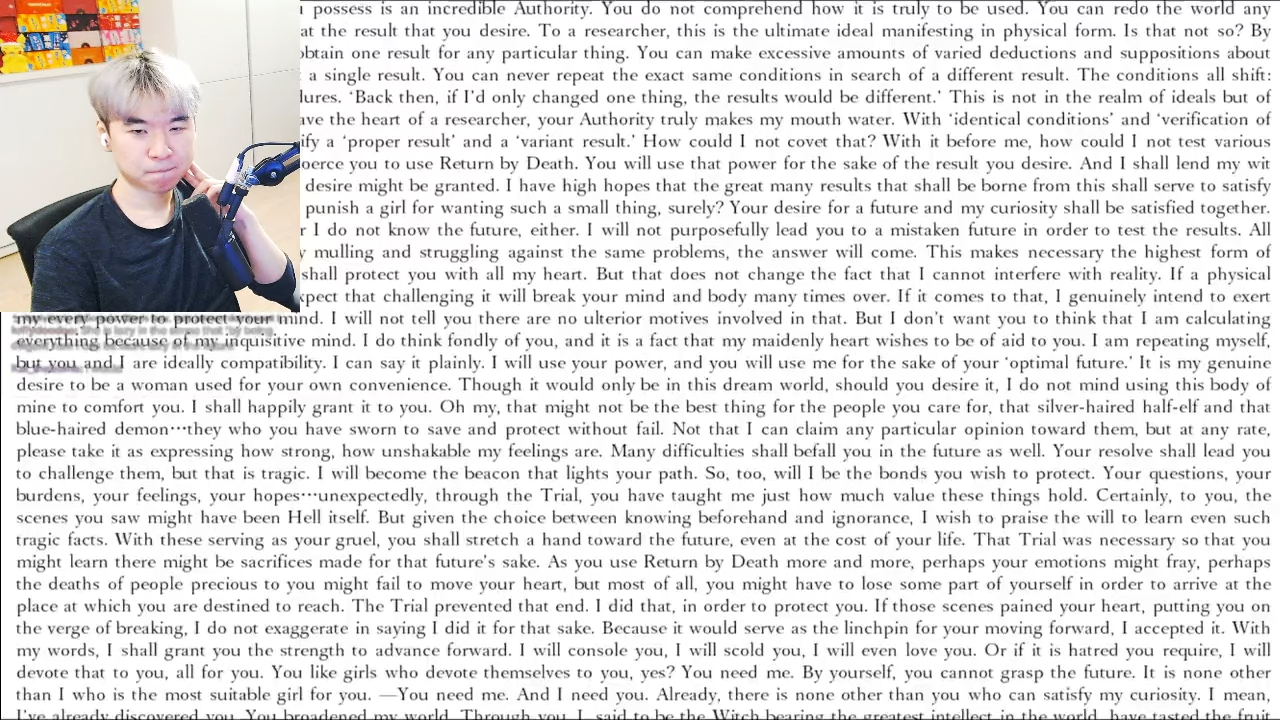 possess is an incredible Authority. You do not comprehend how it is truly to be used. You can redo the world any
at the result that you desire. To a researcher, this is the ultimate ideal manifesting in physical form. Is that not so? By
obtain one result for any particular thing. You can make excessive amounts of varied deductions and suppositions about
a single result. You can never repeat the exact same conditions in search of a different result. The conditions all shift:
lures. ‘Back then, if I’d only changed one thing, the results would be different.’ This is not in the realm of ideals but of
ave the heart of a researcher, your Authority truly makes my mouth water. With ‘identical conditions’ and ‘verification of
ify a ‘proper result’ and a ‘variant result.’ How could I not covet that? With it before me, how could I not test various
oerce you to use Return by Death. You will use that power for the sake of the result you desire. And I shall lend my wit
desire might be granted. I have high hopes that the great many results that shall be borne from this shall serve to satisfy
punish a girl for wanting such a small thing, surely? Your desire for a future and my curiosity shall be satisfied together.
r I do not know the future, either. I will not purposefully lead you to a mistaken future in order to test the results. All
y mulling and struggling against the same problems, the answer will come. This makes necessary the highest form of
shall protect you with all my heart. But that does not change the fact that I cannot interfere with reality. If a physical
xpect that challenging it will break your mind and body many times over. If it comes to that, I genuinely intend to exert
my every power to protect your mind. I will not tell you there are no ulterior motives involved in that. But I don’t want you to think that I am calculating
everything because of my inquisitive mind. I do think fondly of you, and it is a fact that my maidenly heart wishes to be of aid to you. I am repeating myself,
but you and I are ideally compatibility. I can say it plainly. I will use your power, and you will use me for the sake of your ‘optimal future.’ It is my genuine
desire to be a woman used for your own convenience. Though it would only be in this dream world, should you desire it, I do not mind using this body of
mine to comfort you. I shall happily grant it to you. Oh my, that might not be the best thing for the people you care for, that silver-haired half-elf and that
blue-haired demon⋯they who you have sworn to save and protect without fail. Not that I can claim any particular opinion toward them, but at any rate,
please take it as expressing how strong, how unshakable my feelings are. Many difficulties shall befall you in the future as well. Your resolve shall lead you
to challenge them, but that is tragic. I will become the beacon that lights your path. So, too, will I be the bonds you wish to protect. Your questions, your
burdens, your feelings, your hopes⋯unexpectedly, through the Trial, you have taught me just how much value these things hold. Certainly, to you, the
scenes you saw might have been Hell itself. But given the choice between knowing beforehand and ignorance, I wish to praise the will to learn even such
tragic facts. With these serving as your gruel, you shall stretch a hand toward the future, even at the cost of your life. That Trial was necessary so that you
might learn there might be sacrifices made for that future’s sake. As you use Return by Death more and more, perhaps your emotions might fray, perhaps
the deaths of people precious to you might fail to move your heart, but most of all, you might have to lose some part of yourself in order to arrive at the
place at which you are destined to reach. The Trial prevented that end. I did that, in order to protect you. If those scenes pained your heart, putting you on
the verge of breaking, I do not exaggerate in saying I did it for that sake. Because it would serve as the linchpin for your moving forward, I accepted it. With
my words, I shall grant you the strength to advance forward. I will console you, I will scold you, I will even love you. Or if it is hatred you require, I will
devote that to you, all for you. You like girls who devote themselves to you, yes? You need me. By yourself, you cannot grasp the future. It is none other
than I who is the most suitable girl for you. —You need me. And I need you. Already, there is none other than you who can satisfy my curiosity. I mean,
I’ve already discovered you. You broadened my world. Through you, I, said to be the Witch bearing the greatest intellect in the world, have tasted the fruit